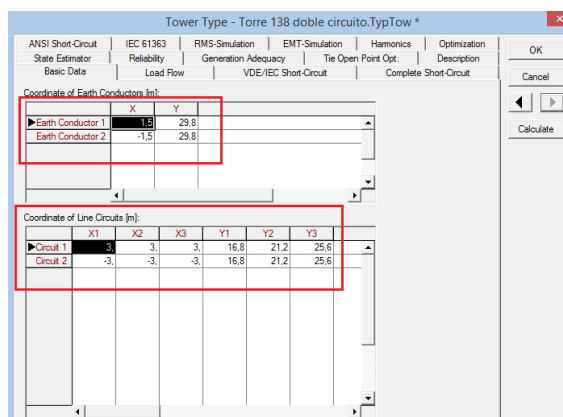 Tower Type - Torre 138 doble circuito.TypTow *
ANSI Short-Circuit IEC 61363 RMS-Simulation EMT-Simulation Harmonics Optimization
State Estimator Reliability Generation Adequacy Tie Open Point Opt. Description
Basic Data Load Flow VDE/IEC Short-Circuit Complete Short-Circuit
OK
Cancel
Calculate
Coordinate of Earth Conductors [m]:
X Y
Earth Conductor 1 1,5 29,8
Earth Conductor 2 -1,5 29,8
Coordinate of Line Circuits [m]:
X1 X2 X3 Y1 Y2 Y3
Circuit 1 3, 3, 3, 16,8 21,2 25,6
Circuit 2 -3, -3, -3, 16,8 21,2 25,6